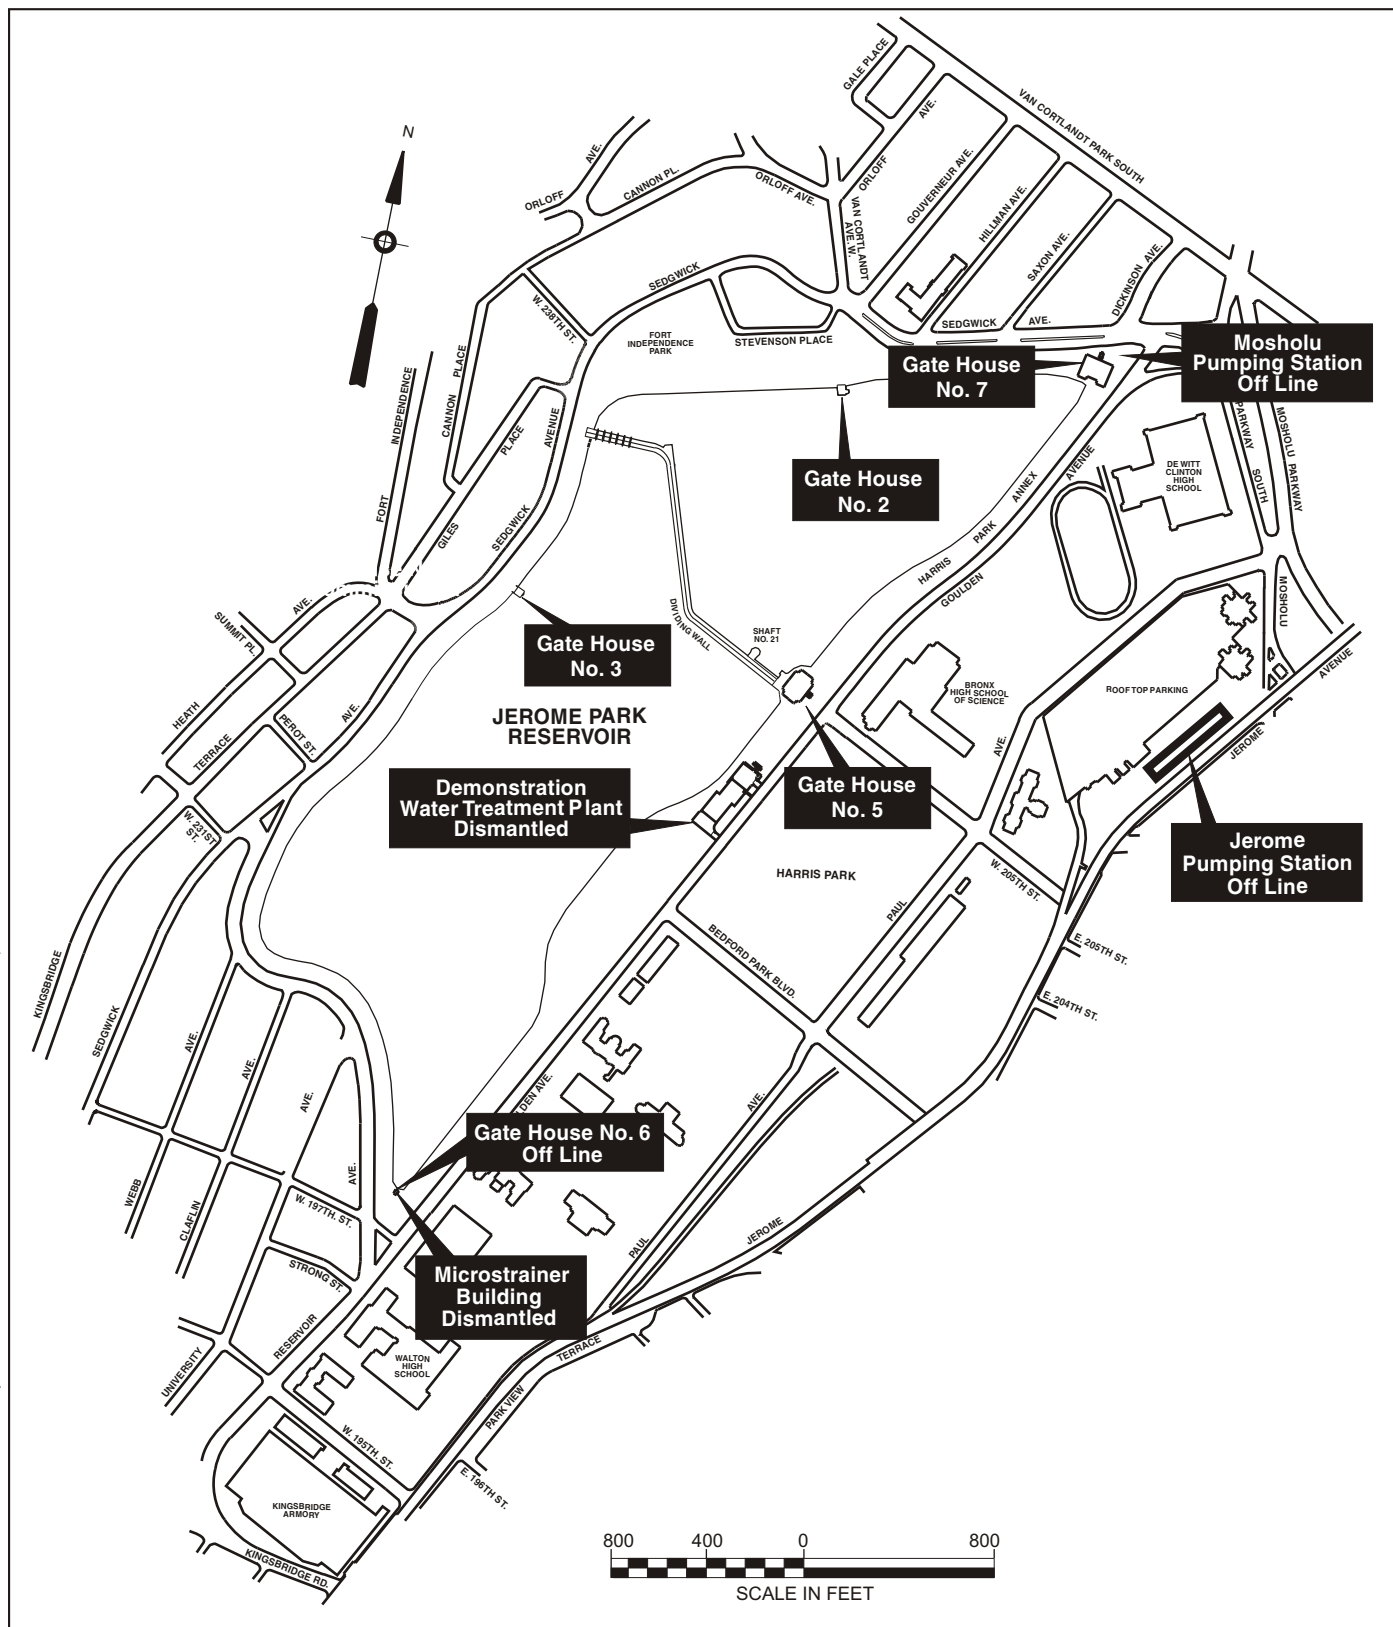 GALE PLACE
VAN CORTLANDT PARK SOUTH
N
AVE.
ORLOFF
CANNON PL.
ORLOFF AVE.
ORLOFF
AVE.
VAN CORTLANDT
AVE. W.
GOUVERNEUR AVE.
HILLMAN AVE.
SAXON AVE.
DICKINSON AVE.
SEDGWICK
W. 238TH ST.
FORT
INDEPENDENCE
PARK
STEVENSON PLACE
SEDGWICK
AVE.
Mosholu
Pumping Station
Off Line
Gate House
No. 7
Gate House
No. 2
CANNON
PLACE
FORT
INDEPENDENCE
GILES
PLACE
SEDGWICK
AVENUE
PARKWAY
SOUTH
MOSHOLU PARKWAY
DE WITT
CLINTON
HIGH
SCHOOL
HARRIS
PARK
ANNEX
GOULDEN
AVENUE
MOSHOLU
SUMMIT PL.
AVE.
HEATH
DIVIDING WALL
SHAFT
NO. 21
Gate House
No. 3
JEROME PARK
RESERVOIR
BRONX
HIGH SCHOOL
OF SCIENCE
ROOF TOP PARKING
JEROME
AVENUE
TERRACE
PEROT ST.
AVE.
AVE.
W. 231ST
ST.
Demonstration
Water Treatment Plant
Dismantled
Gate House
No. 5
Jerome
Pumping Station
Off Line
HARRIS PARK
W. 205TH ST.
PAUL
BEDFORD PARK BLVD.
E. 205TH ST.
E. 204TH ST.
KINGSBRIDGE
SEDGWICK
AVE.
AVE.
AVE.
AVE.
LDEN AVE.
AVE.
Gate House No. 6
Off Line
WEBB
CLAFLIN
W. 197TH. ST.
STRONG ST.
PAUL
JEROME
Microstrainer
Building
Dismantled
RESERVOIR
UNIVERSITY
WALTON
HIGH
SCHOOL
TERRACE
PARK VIEW
W. 195TH. ST.
E. 196TH ST.
KINGSBRIDGE
ARMORY
KINGSBRIDGE RD.
800 400 0 800
SCALE IN FEET